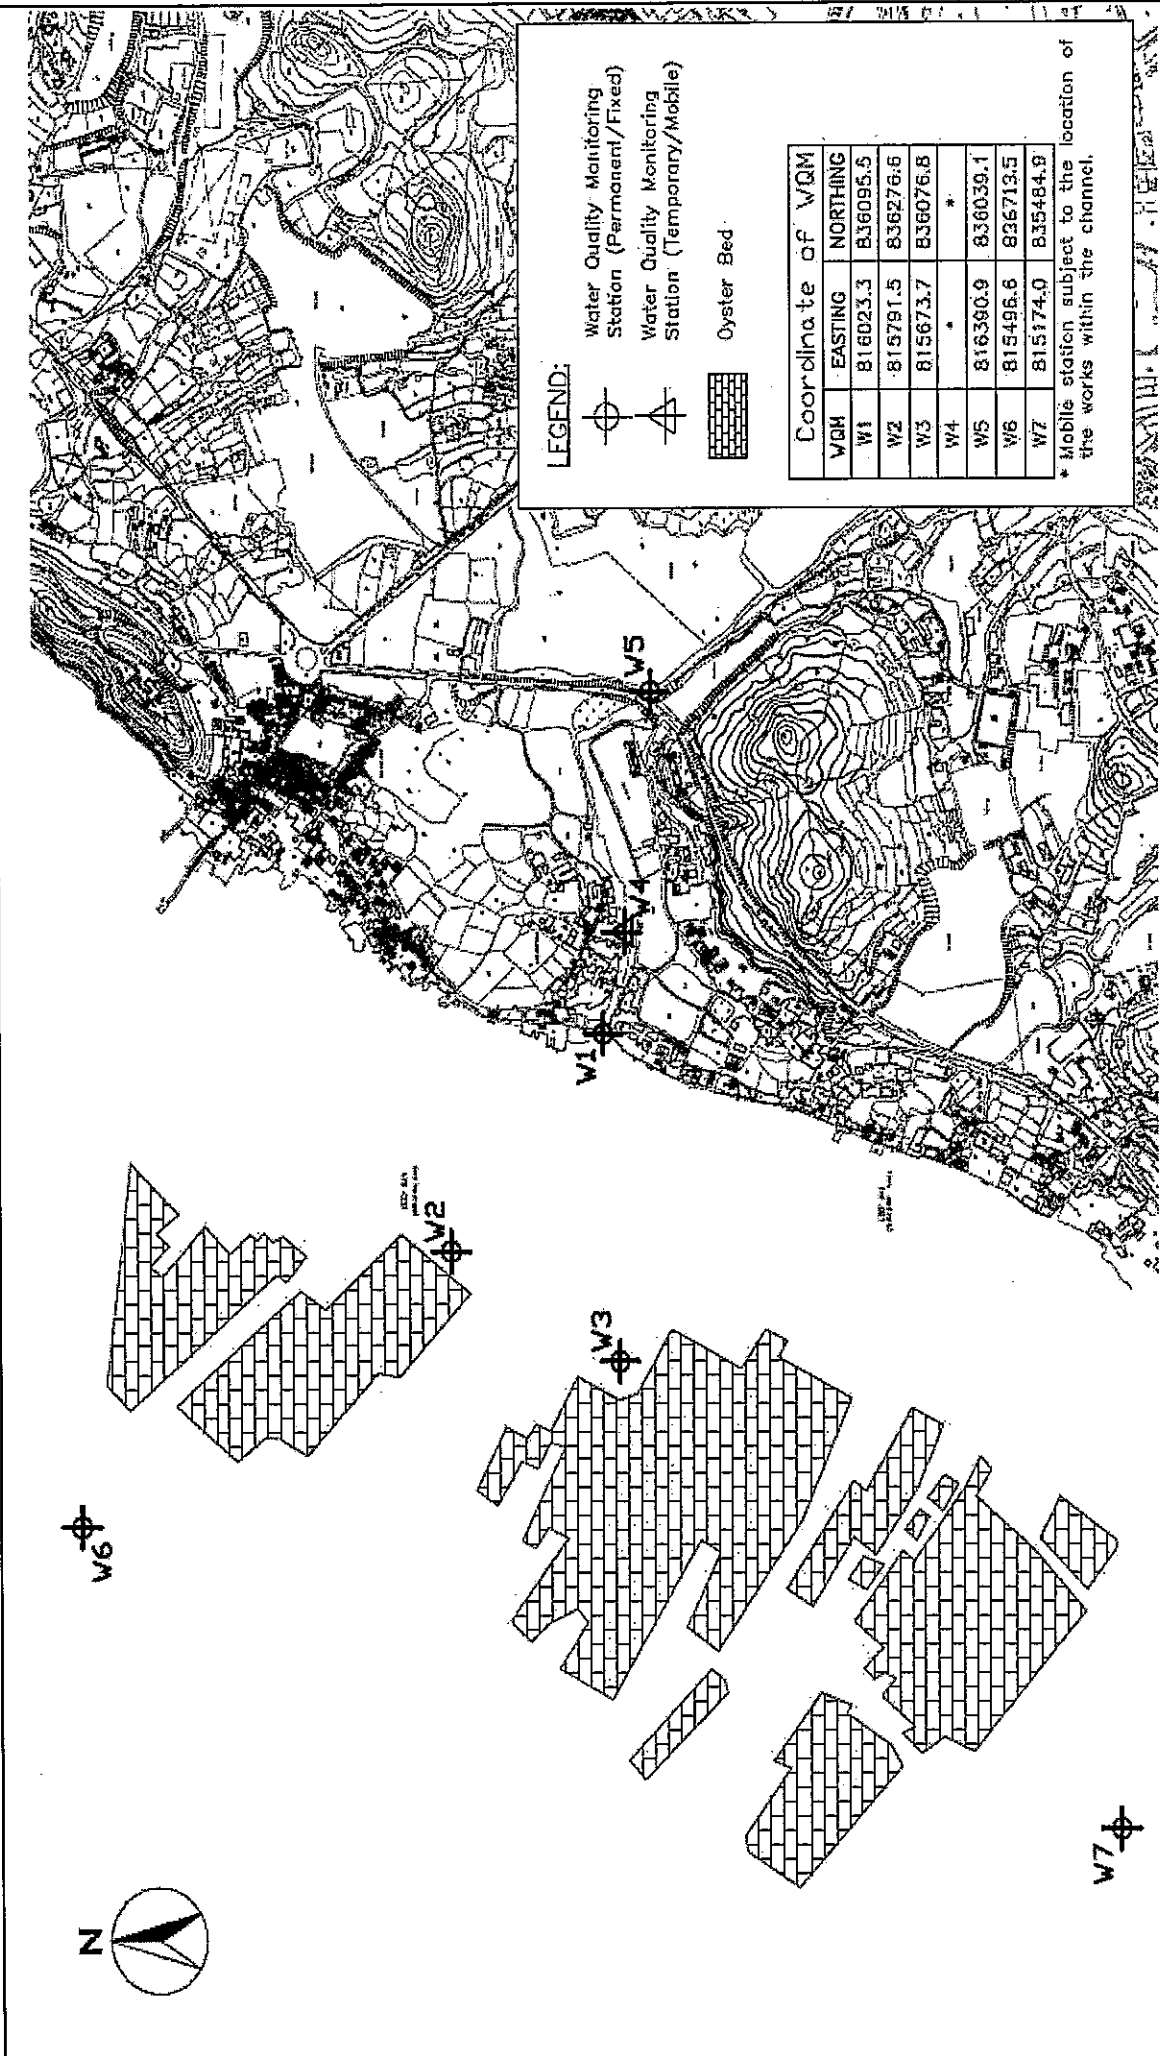 N
W6
W2
W3
W7
W1
W4
W5
LEGEND:
Water Quality Monitoring
Station (Permanent/Fixed)
Water Quality Monitoring
Station (Temporary/Mobile)
Oyster Bed
Coordinate of WQM
WQM EASTING NORTHING
W1 816023.3 836095.5
W2 815791.5 836276.6
W3 815673.7 836076.8
W4 * *
W5 816390.9 836039.1
W6 815496.6 836713.5
W7 815174.0 835484.9
* Mobile station subject to the location of
the works within the channel.